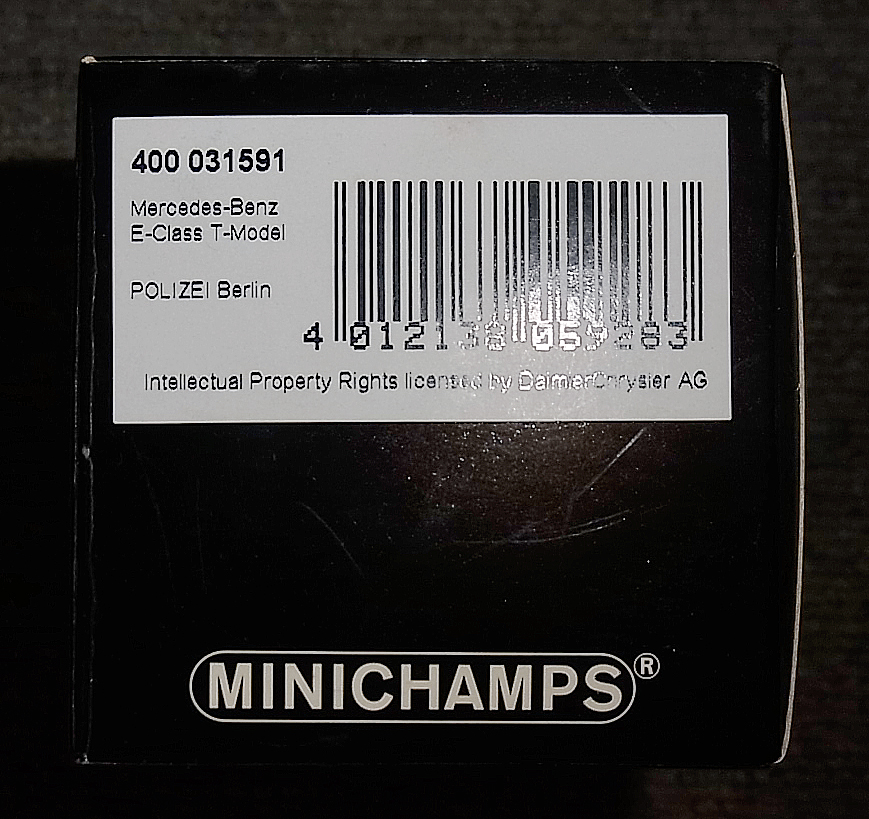 400 031591
Mercedes-Benz
E-Class T-Model
POLIZEI Berlin
4 012138 059283
Intellectual Property Rights licensed by DaimlerChrysler AG
MINICHAMPS®